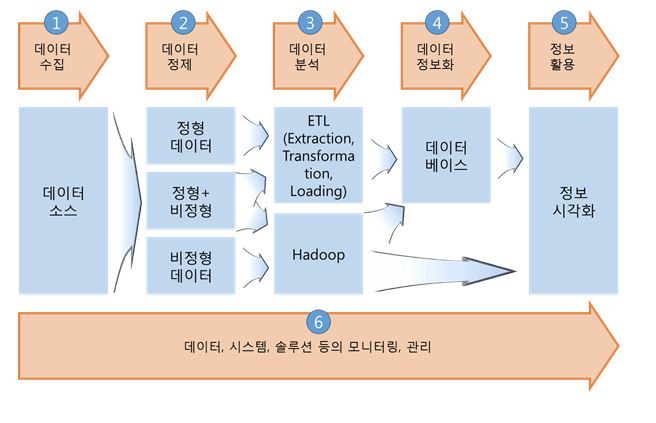 1
데이터
수집
2
데이터
정제
3
데이터
분석
4
데이터
정보화
5
정보
활용
데이터
소스
정형
데이터
정형+
비정형
비정형
데이터
ETL
(Extraction,
Transforma
tion,
Loading)
Hadoop
데이터
베이스
정보
시각화
6
데이터, 시스템, 솔루션 등의 모니터링, 관리